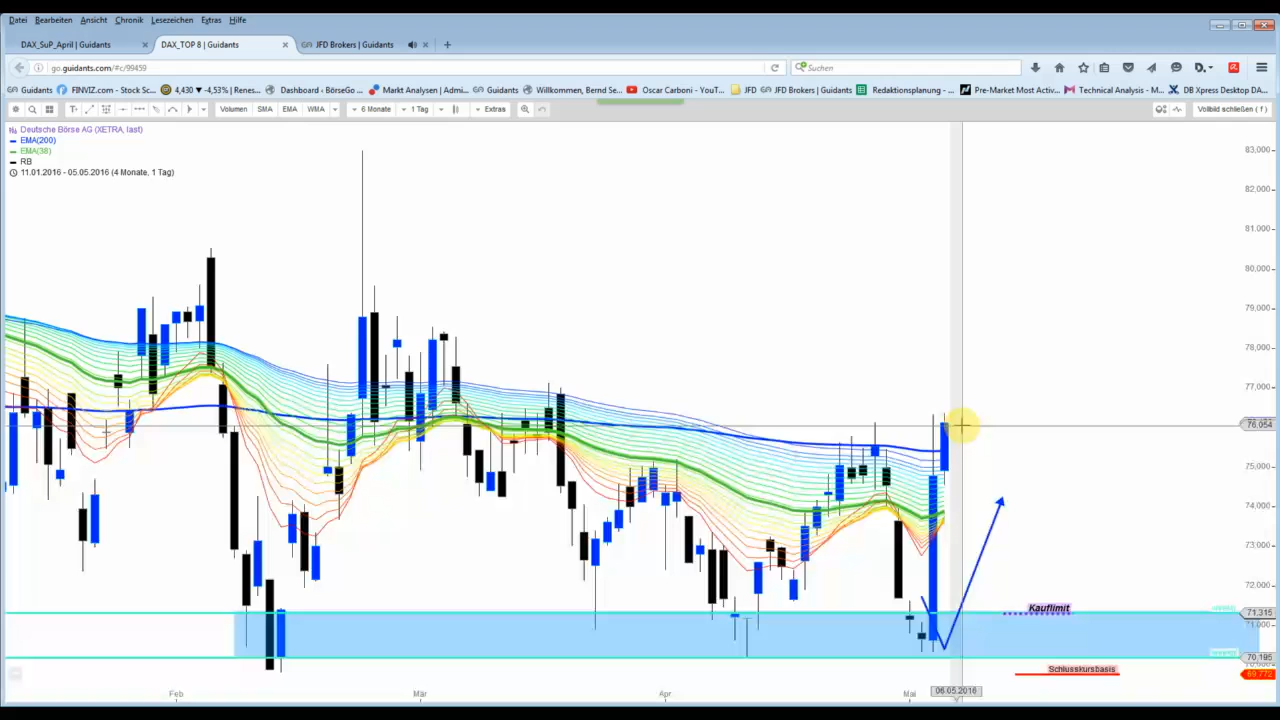 Datei Bearbeiten Ansicht Chronik Lesezeichen Extras Hilfe
DAX_SuP_April | Guidants × DAX_TOP 8 | Guidants × JFD Brokers | Guidants × +
go.guidants.com/#c/99459 Suchen
Guidants FINVIZ.com - Stock Sc... 4,430 ▼ -4,53% | Renes... Dashboard - BörseGo ... Markt Analysen | Admi... Guidants Willkommen, Bernd Se... Oscar Carboni - YouT... JFD JFD Brokers | Guidants Redaktionsplanung - ... Pre-Market Most Activ... Technical Analysis - M... DB Xpress Desktop DA...
Volumen SMA EMA WMA 6 Monate 1 Tag Extras Vollbild schließen ( f )
Deutsche Börse AG (XETRA, last)
EMA(200)
EMA(38)
RB
11.01.2016 - 05.05.2016 (4 Monate, 1 Tag)
83,000
82,000
81,000
80,000
79,000
78,000
77,000
76,054
75,000
74,000
73,000
72,000
Kauflimit
71,315
71,000
70,195
Schlusskursbasis
69,772
Feb Mär Apr Mai 06.05.2016